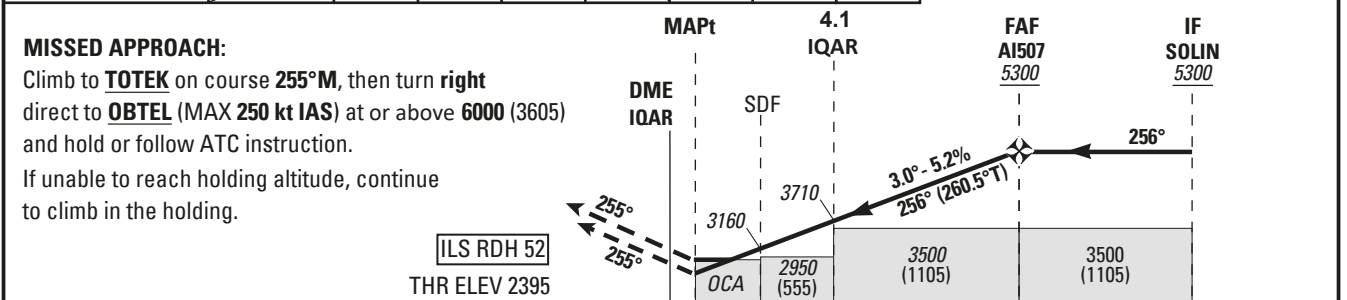 MISSED APPROACH:
Climb to TOTEK on course 255°M, then turn right
direct to OBTEL (MAX 250 kt IAS) at or above 6000 (3605)
and hold or follow ATC instruction.
If unable to reach holding altitude, continue
to climb in the holding.
ILS RDH 52
THR ELEV 2395
DME
IQAR
MAPt
SDF
4.1
IQAR
FAF
AI507
5300
IF
SOLIN
5300
256°
3.0° - 5.2%
256° (260.5°T)
3710
3160
255°
255°
OCA
2950
(555)
3500
(1105)
3500
(1105)